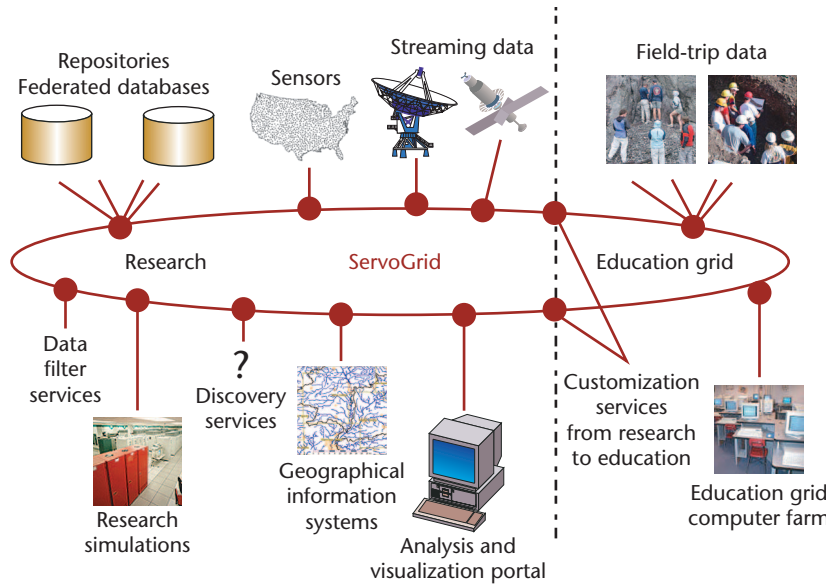 Repositories
Federated databases
Sensors
Streaming data
Field-trip data
Research
ServoGrid
Education grid
Data
filter
services
?
Discovery
services
Research
simulations
Geographical
information
systems
Analysis and
visualization portal
Customization
services
from research
to education
Education grid
computer farm